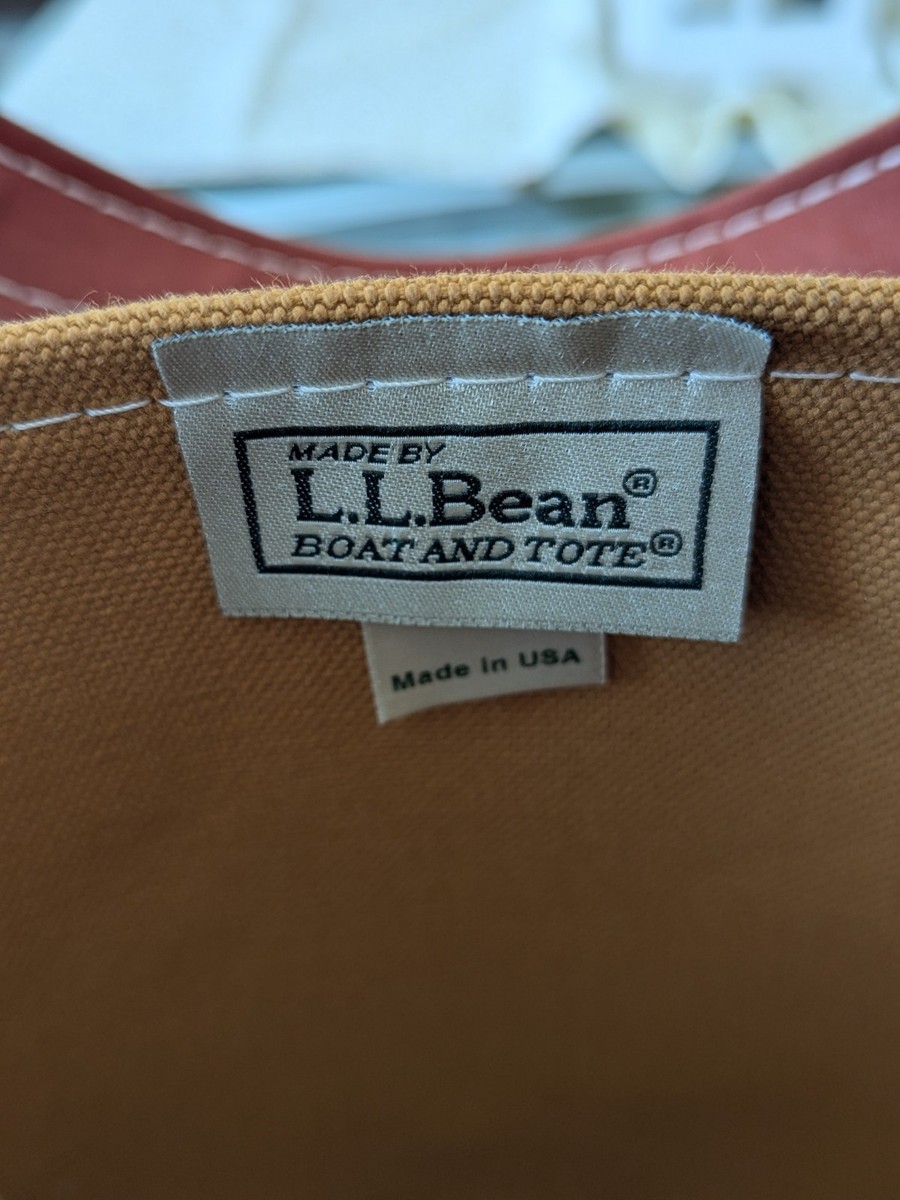 MADE BY
L.L.Bean®
BOAT AND TOTE®
Made in USA